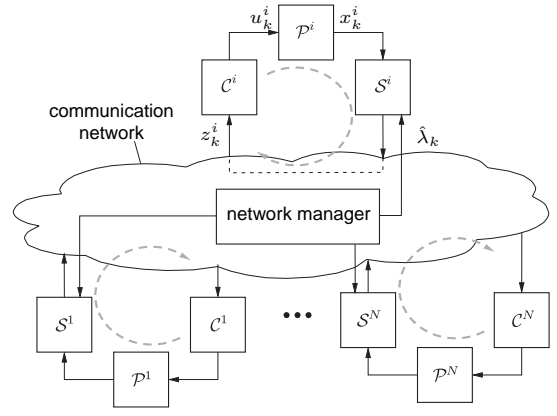 u_k^i
𝒫^i
x_k^i
𝒞^i
𝒮^i
communication
network
z_k^i
λ̂_k
network manager
𝒮^1
𝒞^1
•••
𝒮^N
𝒞^N
𝒫^1
𝒫^N